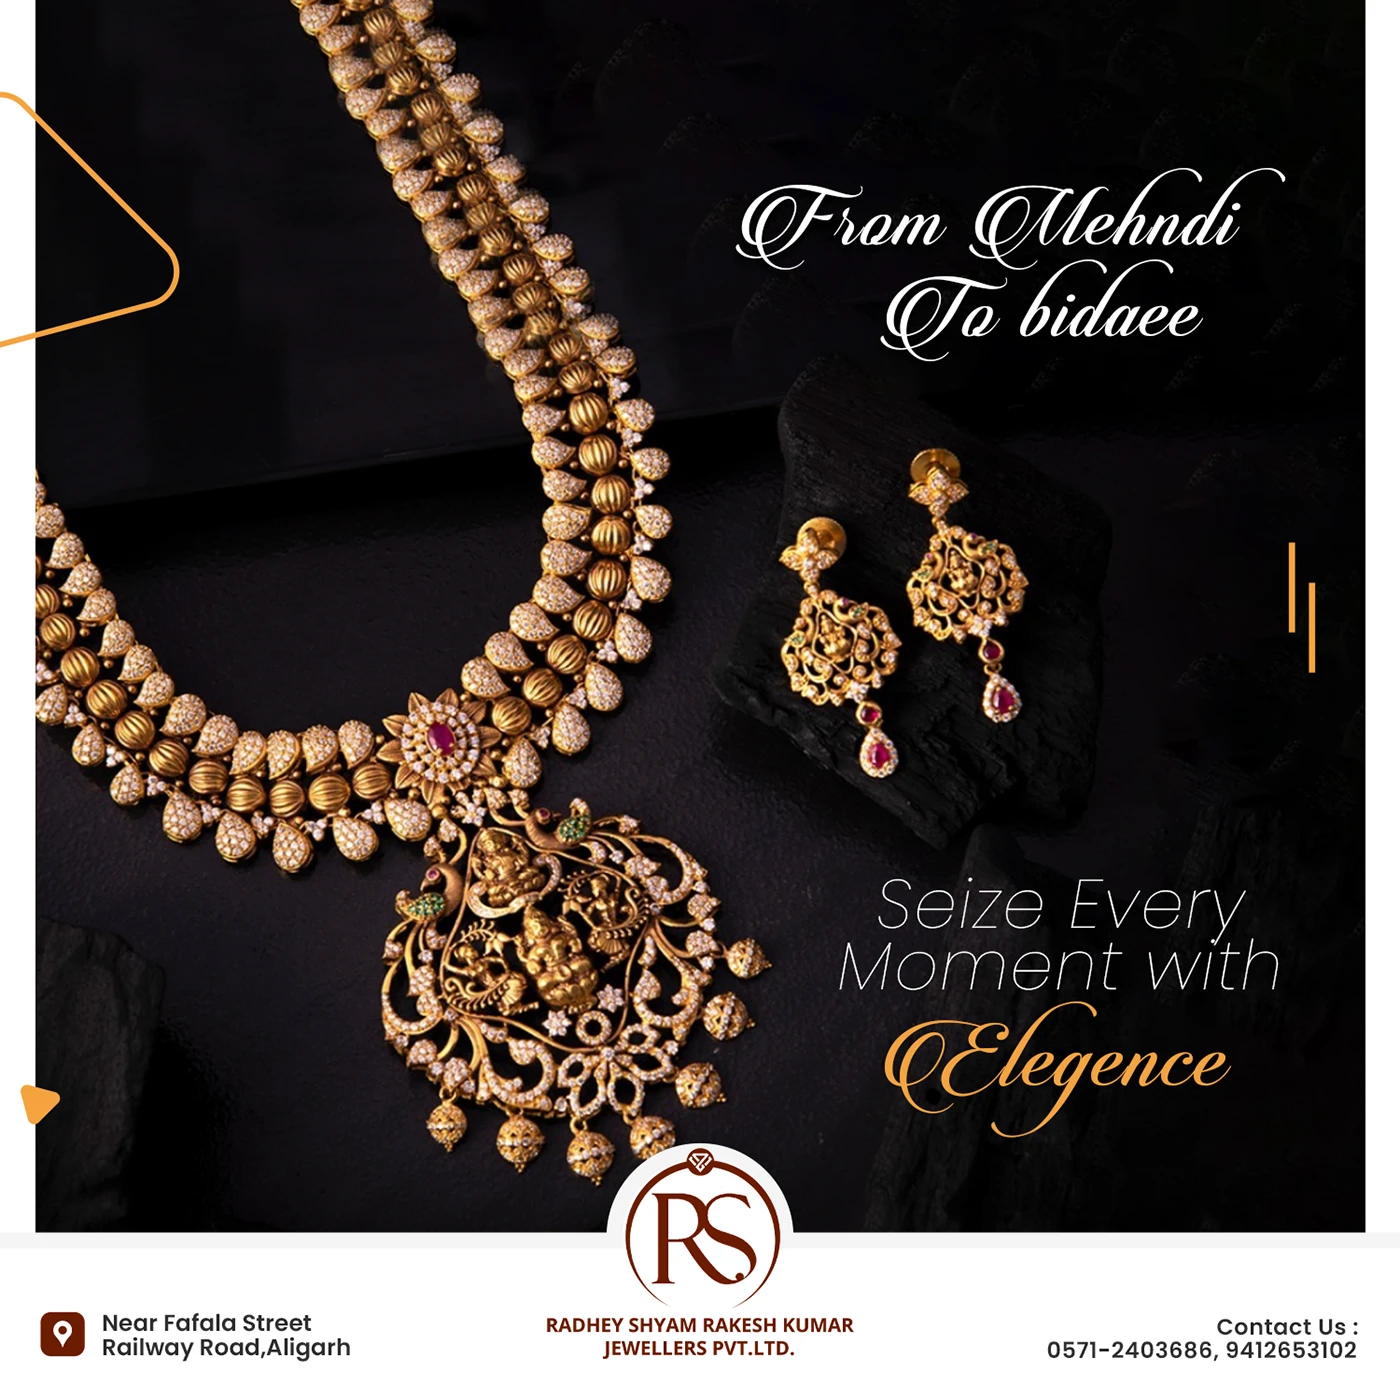 From Mehndi
To bidaee
Seize Every
Moment with
Elegence
RS
RADHEY SHYAM RAKESH KUMAR
JEWELLERS PVT.LTD.
Near Fafala Street
Railway Road,Aligarh
Contact Us :
0571-2403686, 9412653102